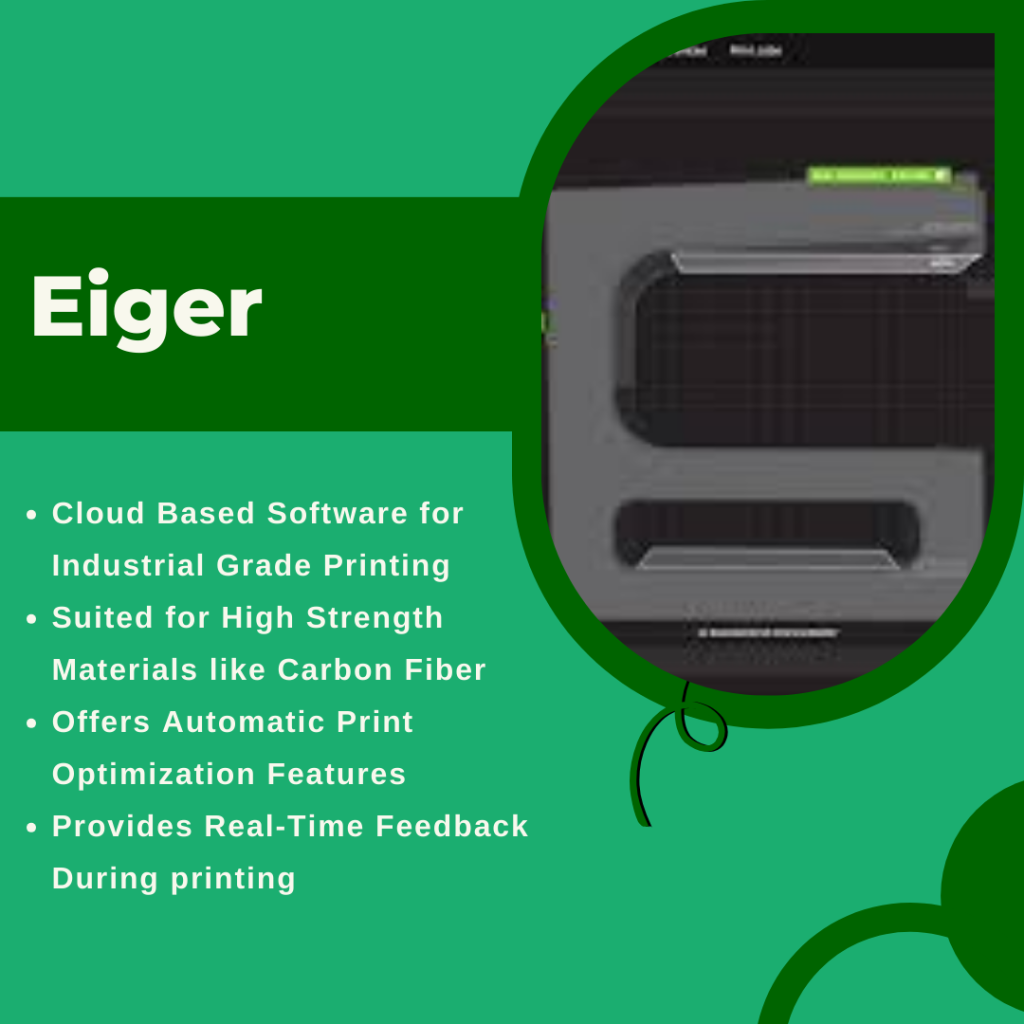 Eiger
• Cloud Based Software for
Industrial Grade Printing
• Suited for High Strength
Materials like Carbon Fiber
• Offers Automatic Print
Optimization Features
• Provides Real-Time Feedback
During printing